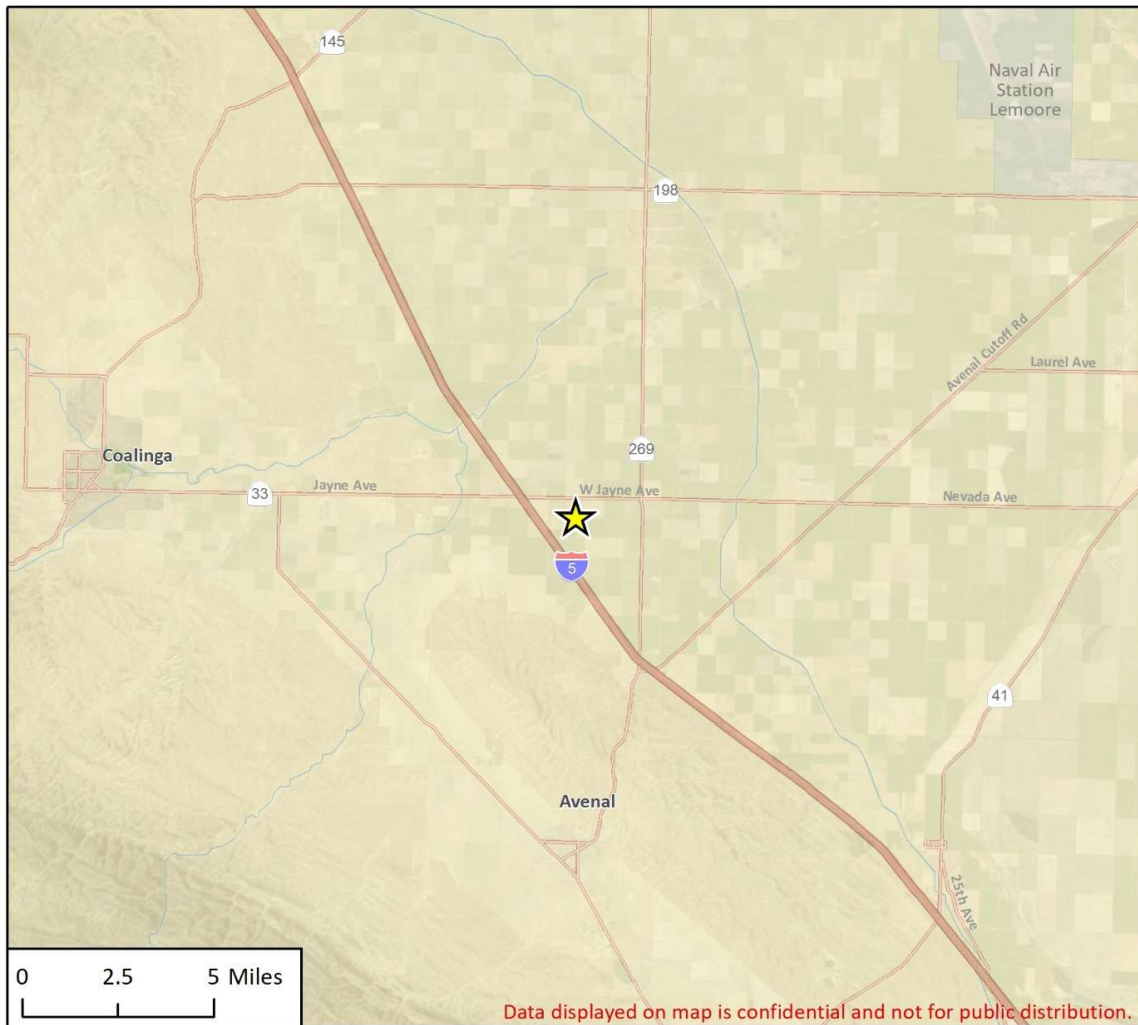 145
Naval Air
Station
Lemoore
198
Avenal Cutoff Rd
Laurel Ave
269
Coalinga
33
Jayne Ave
W Jayne Ave
Nevada Ave
5
41
Avenal
25th Ave
0 2.5 5 Miles
Data displayed on map is confidential and not for public distribution.